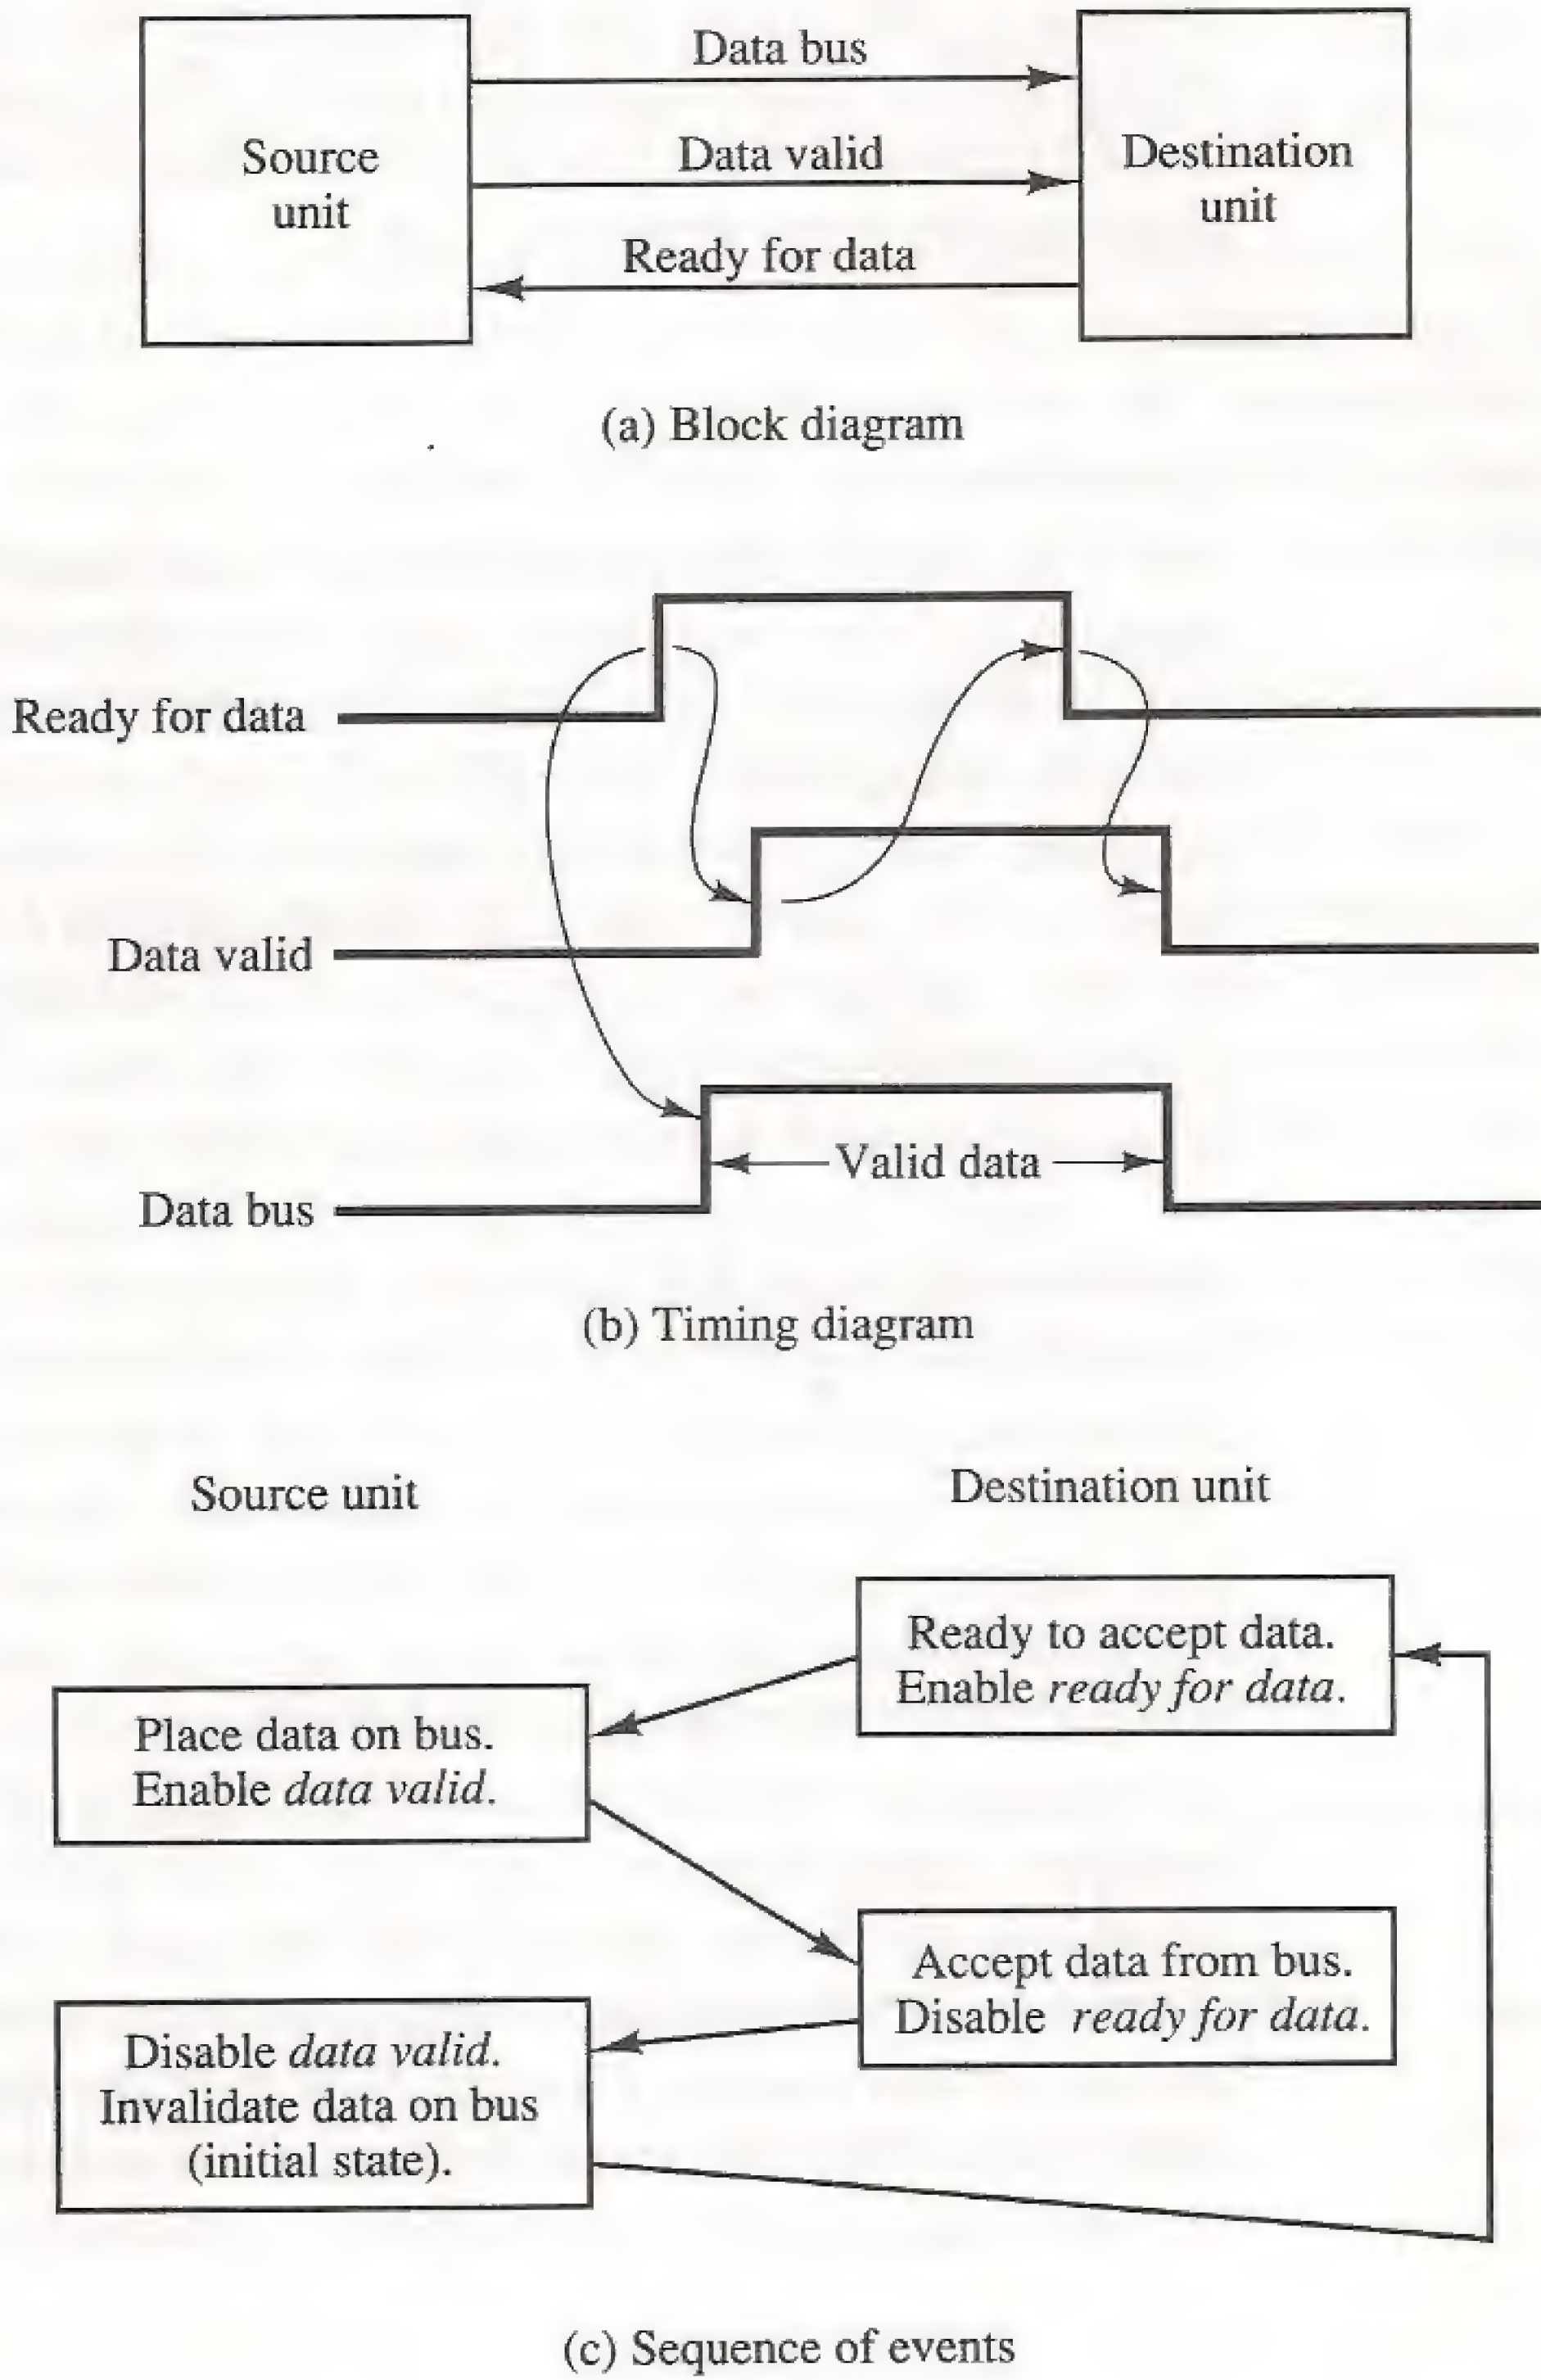 Data bus
Data valid
Ready for data
Source
unit
Destination
unit
(a) Block diagram
Ready for data
Data valid
Valid data
Data bus
(b) Timing diagram
Source unit
Destination unit
Ready to accept data.
Enable ready for data.
Place data on bus.
Enable data valid.
Accept data from bus.
Disable ready for data.
Disable data valid.
Invalidate data on bus
(initial state).
(c) Sequence of events